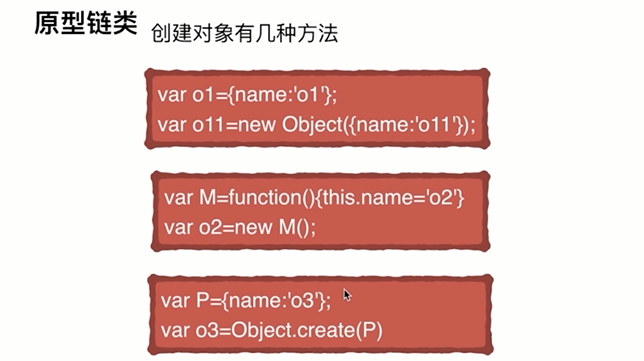 原型链类
创建对象有几种方法
var o1={name:'o1'};
var o11=new Object({name:'o11'});
var M=function(){this.name='o2'}
var o2=new M();
var P={name:'o3'};
var o3=Object.create(P)